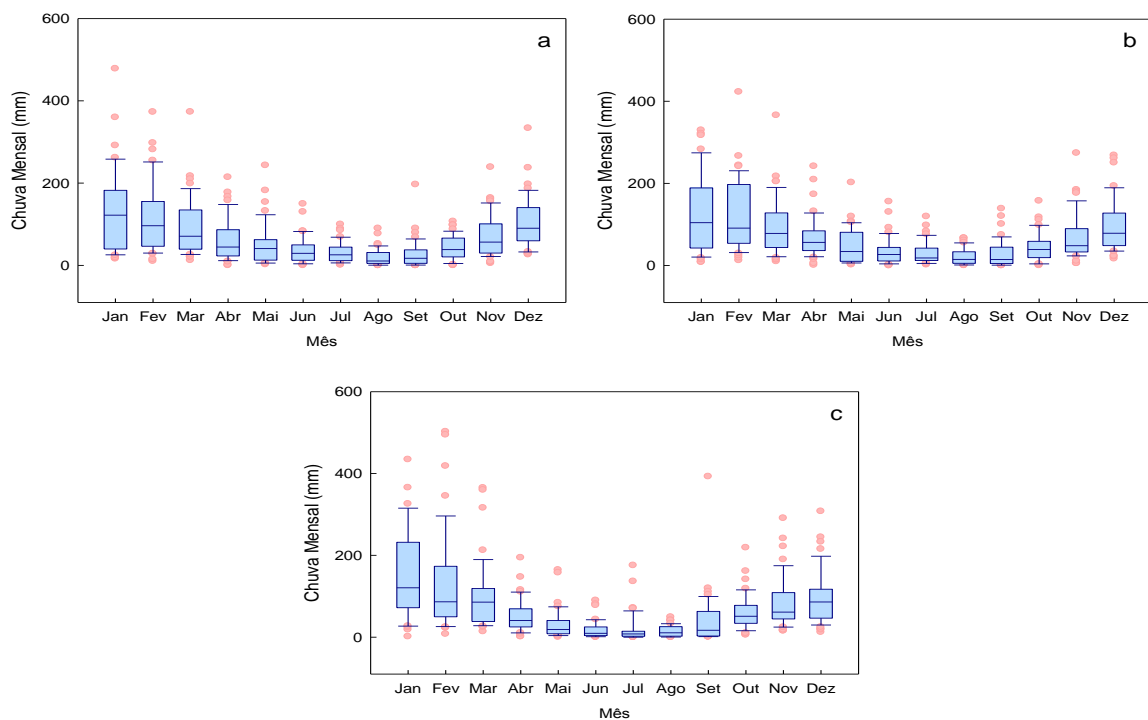 a
Chuva Mensal (mm)
600
400
200
0
Jan Fev Mar Abr Mai Jun Jul Ago Set Out Nov Dez
Mês
b
Chuva Mensal (mm)
600
400
200
0
Jan Fev Mar Abr Mai Jun Jul Ago Set Out Nov Dez
Mês
c
Chuva Mensal (mm)
600
400
200
0
Jan Fev Mar Abr Mai Jun Jul Ago Set Out Nov Dez
Mês